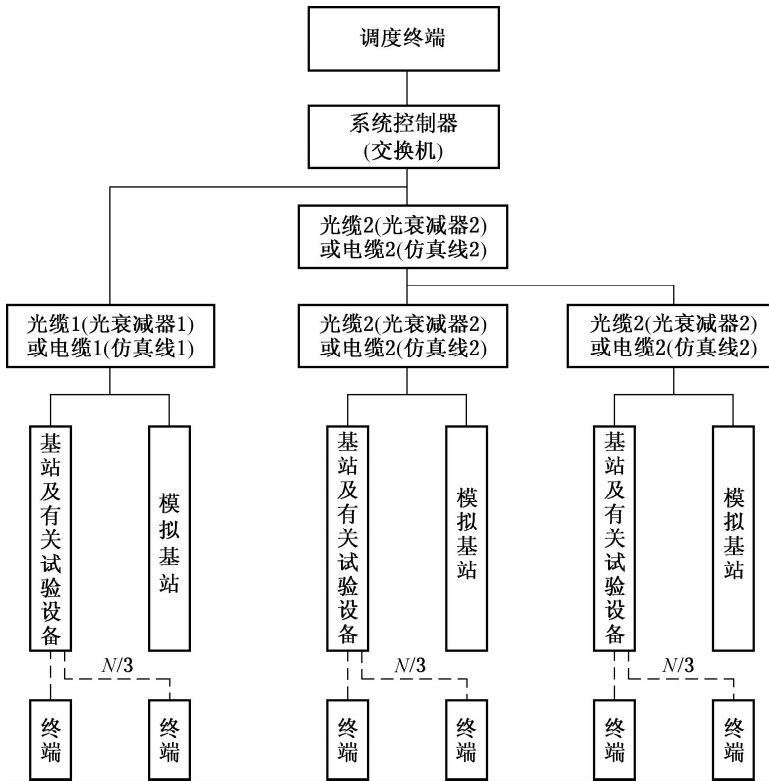 调度终端
系统控制器
(交换机)
光缆2(光衰减器2)
或电缆2(仿真线2)
光缆1(光衰减器1)
或电缆1(仿真线1)
光缆2(光衰减器2)
或电缆2(仿真线2)
光缆2(光衰减器2)
或电缆2(仿真线2)
基站及有关试验设备
模拟基站
基站及有关试验设备
模拟基站
基站及有关试验设备
模拟基站
N/3
N/3
N/3
终端
终端
终端
终端
终端
终端